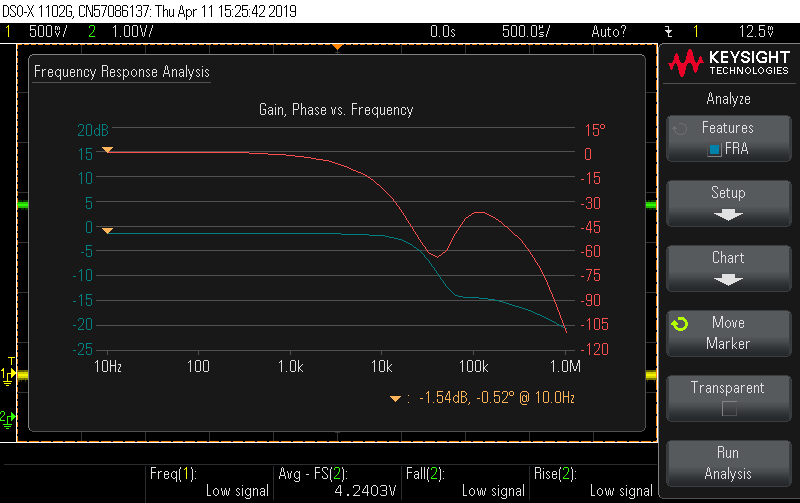 DSO-X 1102G, CN57086137: Thu Apr 11 15:25:42 2019
1 500V/ 2 1.00V/ 0.0s 500.0s/ Auto? 1 12.5V
Frequency Response Analysis
Gain, Phase vs. Frequency
20dB 15°
15 0
10 -15
5 -30
0 -45
-5 -60
-10 -75
-15 -90
-20 -105
-25 -120
10Hz 100 1.0k 10k 100k 1.0M
: -1.54dB, -0.52° @ 10.0Hz
KEYSIGHT
TECHNOLOGIES
Analyze
Features
FRA
Setup
Chart
Move
Marker
Transparent
Run
Analysis
T
1
2
Freq(1): Avg - FS(2): Fall(2): Rise(2):
Low signal 4.2403V Low signal Low signal